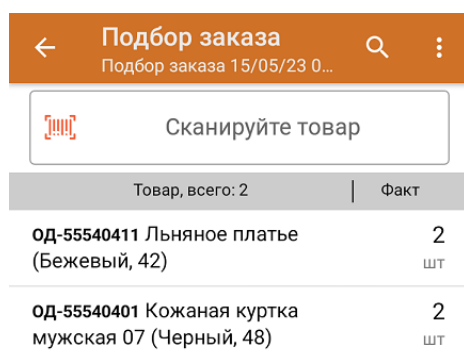 Подбор заказа
Подбор заказа 15/05/23 0...
Сканируйте товар
Товар, всего: 2 Факт
ОД-55540411 Льняное платье 2
(Бежевый, 42) шт
ОД-55540401 Кожаная куртка 2
мужская 07 (Черный, 48) шт